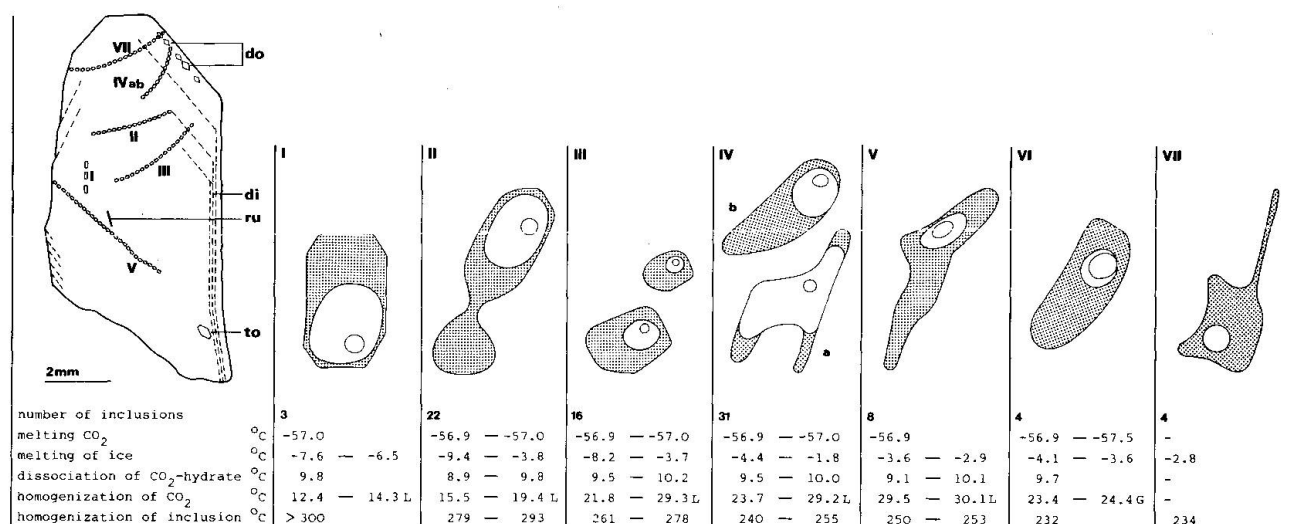 VII
do
IVab
II
III
I
di
ru
V
to
2mm
I II III IV V VI VII
b
a
number of inclusions 3 22 16 31 8 4 4
melting CO2 °C -57.0 -56.9 — -57.0 -56.9 — -57.0 -56.9 — -57.0 -56.9 -56.9 — -57.5 -
melting of ice °C -7.6 — -6.5 -9.4 — -3.8 -8.2 — -3.7 -4.4 — -1.8 -3.6 — -2.9 -4.1 — -3.6 -2.8
dissociation of CO2-hydrate °C 9.8 8.9 — 9.8 9.5 — 10.2 9.5 — 10.0 9.1 — 10.1 9.7 -
homogenization of CO2 °C 12.4 — 14.3 L 15.5 — 19.4 L 21.8 — 29.3 L 23.7 — 29.2 L 29.5 — 30.1 L 23.4 — 24.4 G -
homogenization of inclusion °C > 300 279 — 293 261 — 278 240 — 255 250 — 253 232 234